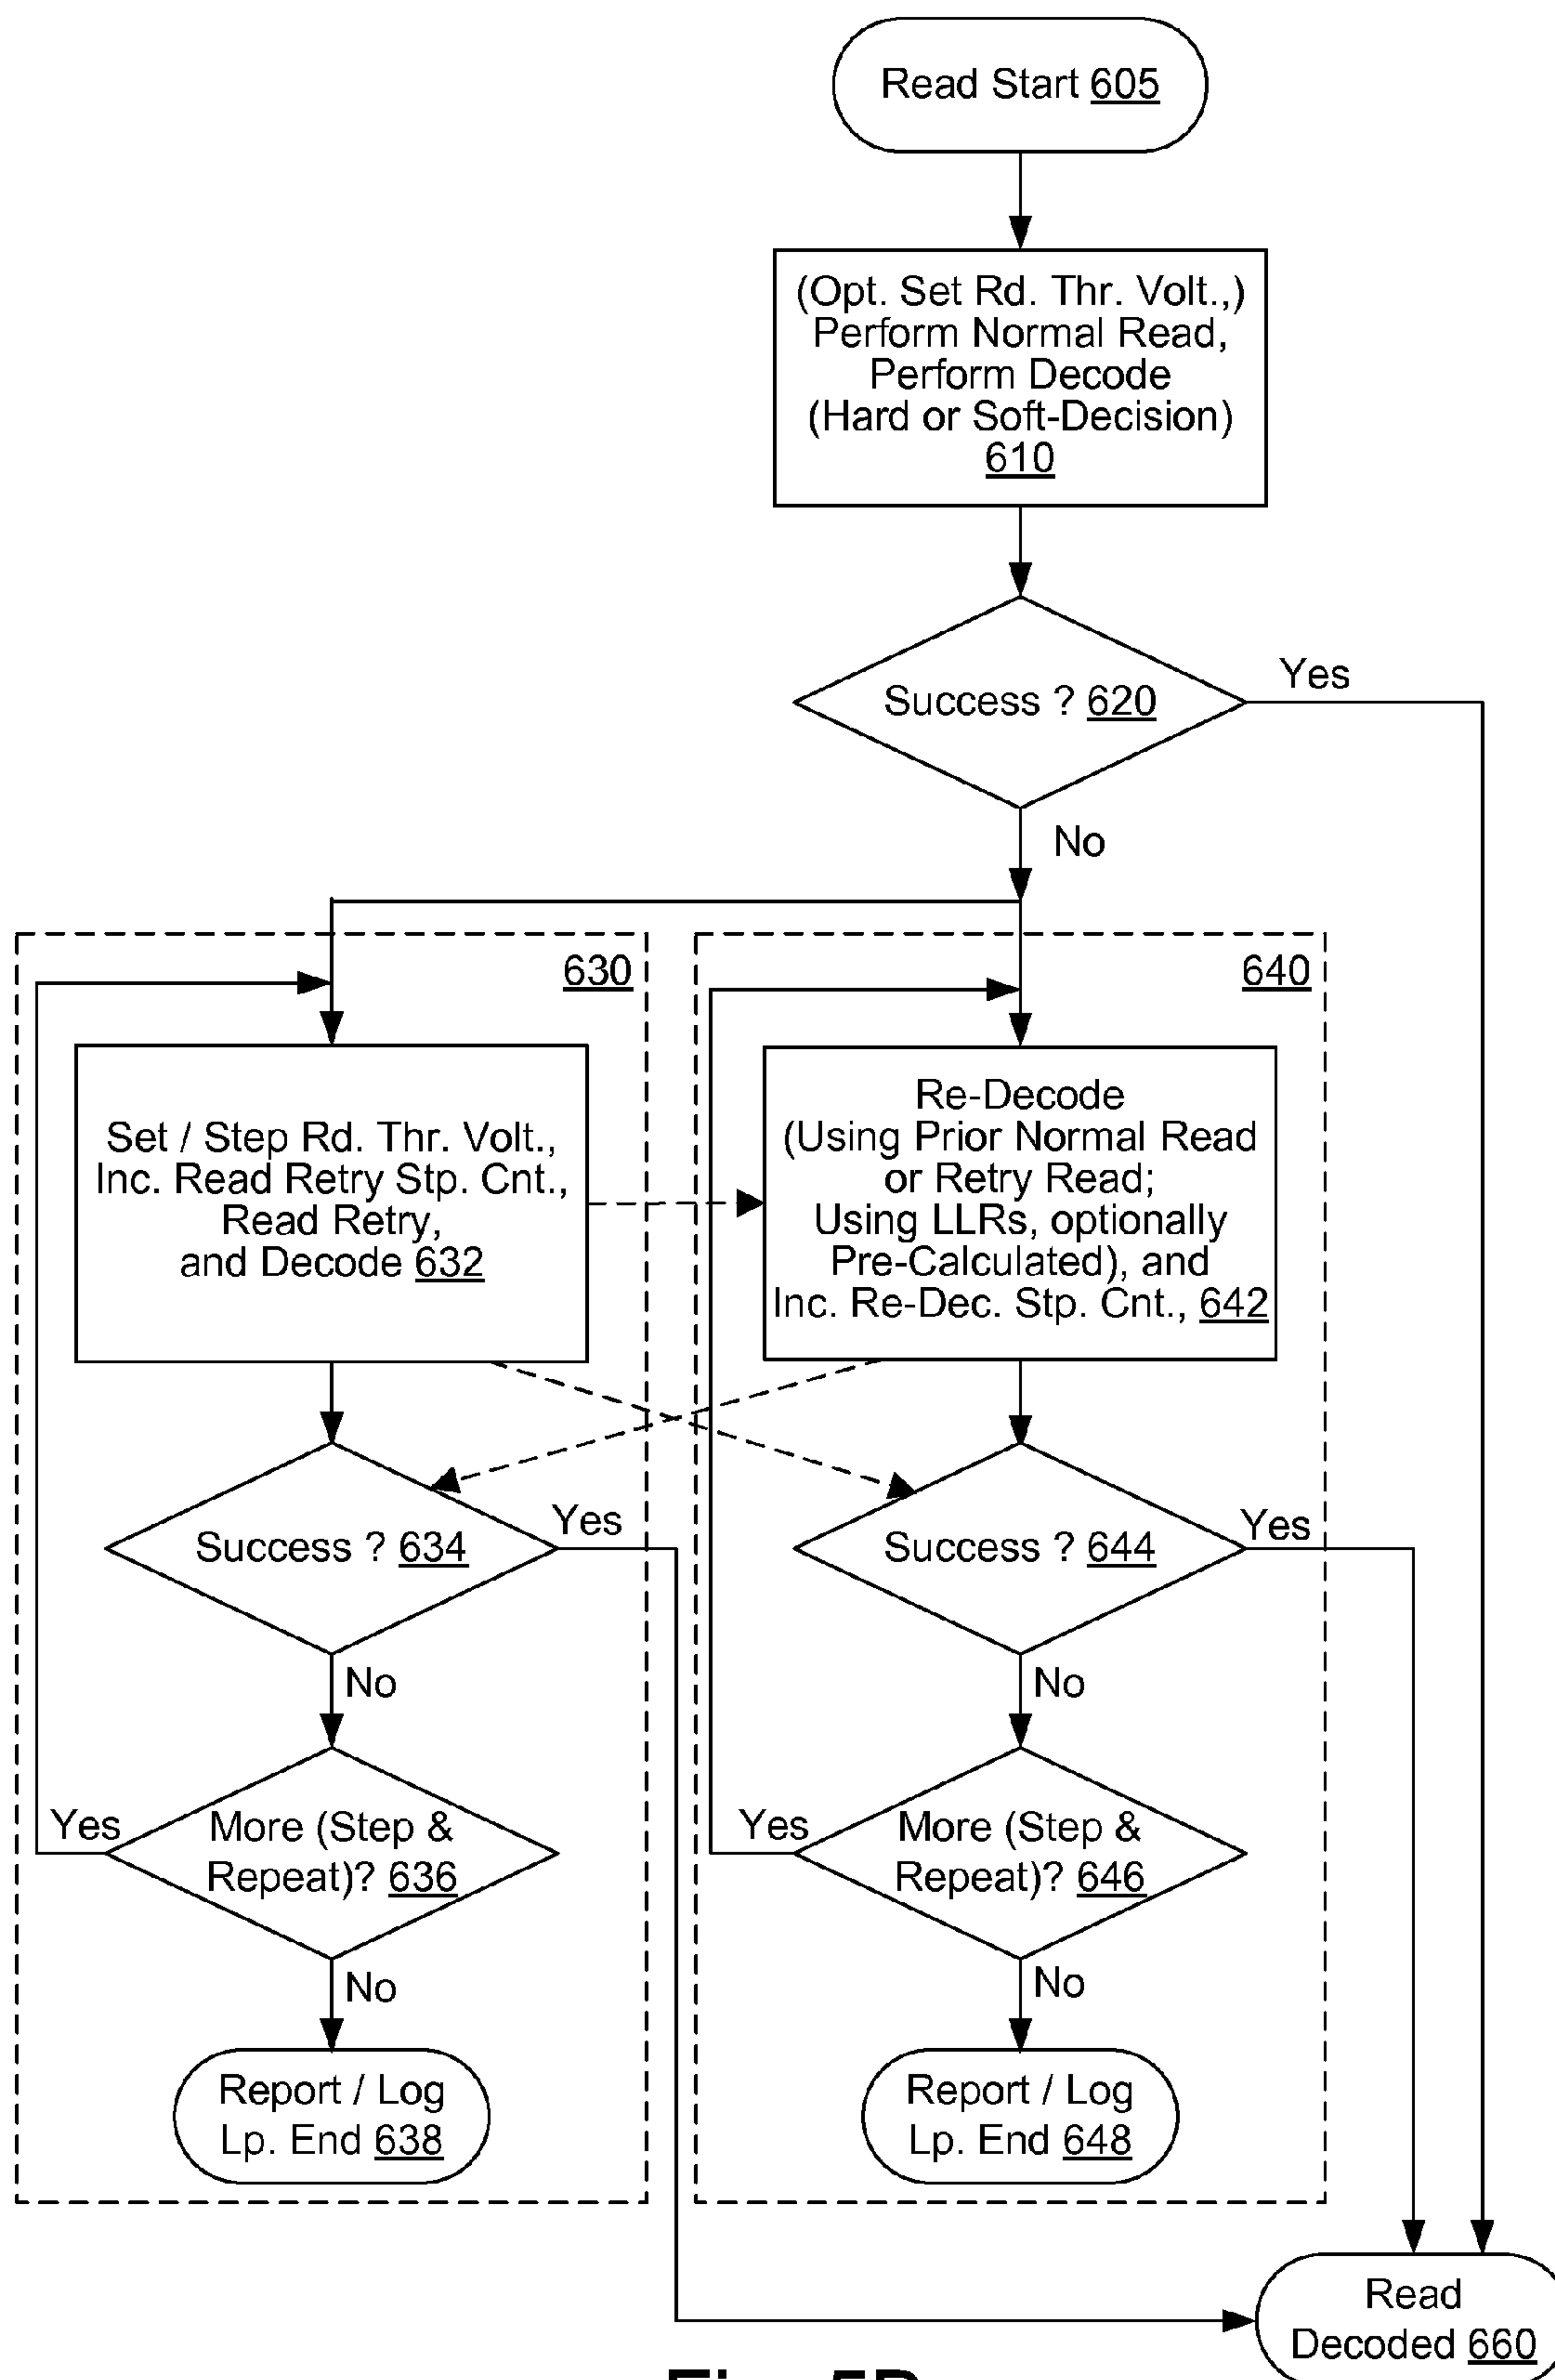 Read Start 605
(Opt. Set Rd. Thr. Volt.,)
Perform Normal Read,
Perform Decode
(Hard or Soft-Decision)
610
Success ? 620
Yes
No
630
640
Set / Step Rd. Thr. Volt.,
Inc. Read Retry Stp. Cnt.,
Read Retry,
and Decode 632
Re-Decode
(Using Prior Normal Read
or Retry Read;
Using LLRs, optionally
Pre-Calculated), and
Inc. Re-Dec. Stp. Cnt., 642
Success ? 634
Yes
No
Success ? 644
Yes
No
More (Step &
Repeat)? 636
Yes
No
More (Step &
Repeat)? 646
Yes
No
Report / Log
Lp. End 638
Report / Log
Lp. End 648
Read
Decoded 660